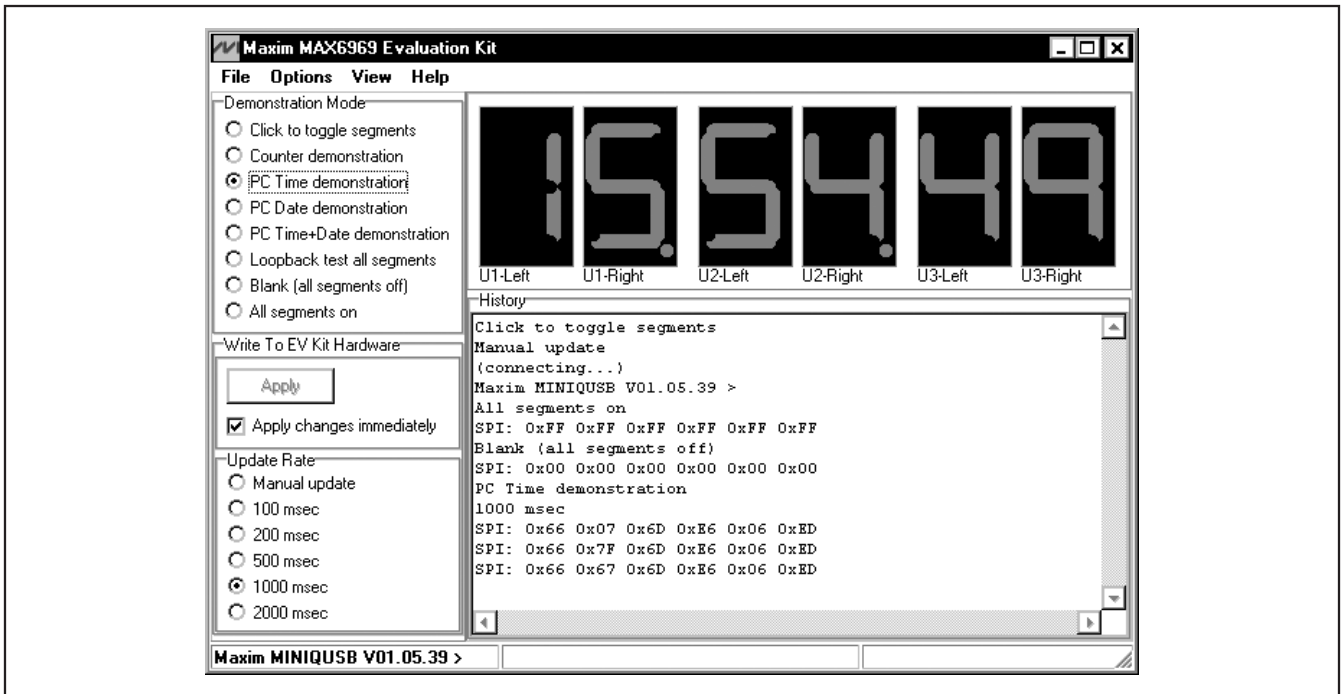 Maxim MAX6969 Evaluation Kit
File Options View Help
Demonstration Mode
Click to toggle segments
Counter demonstration
PC Time demonstration
PC Date demonstration
PC Time+Date demonstration
Loopback test all segments
Blank (all segments off)
All segments on
Write To EV Kit Hardware
Apply
Apply changes immediately
Update Rate
Manual update
100 msec
200 msec
500 msec
1000 msec
2000 msec
15.54.49
U1-Left U1-Right U2-Left U2-Right U3-Left U3-Right
History
Click to toggle segments
Manual update
(connecting...)
Maxim MINIQUSB V01.05.39 >
All segments on
SPI: 0xFF 0xFF 0xFF 0xFF 0xFF 0xFF
Blank (all segments off)
SPI: 0x00 0x00 0x00 0x00 0x00 0x00
PC Time demonstration
1000 msec
SPI: 0x66 0x07 0x6D 0xE6 0x06 0xED
SPI: 0x66 0x7F 0x6D 0xE6 0x06 0xED
SPI: 0x66 0x67 0x6D 0xE6 0x06 0xED
Maxim MINIQUSB V01.05.39 >